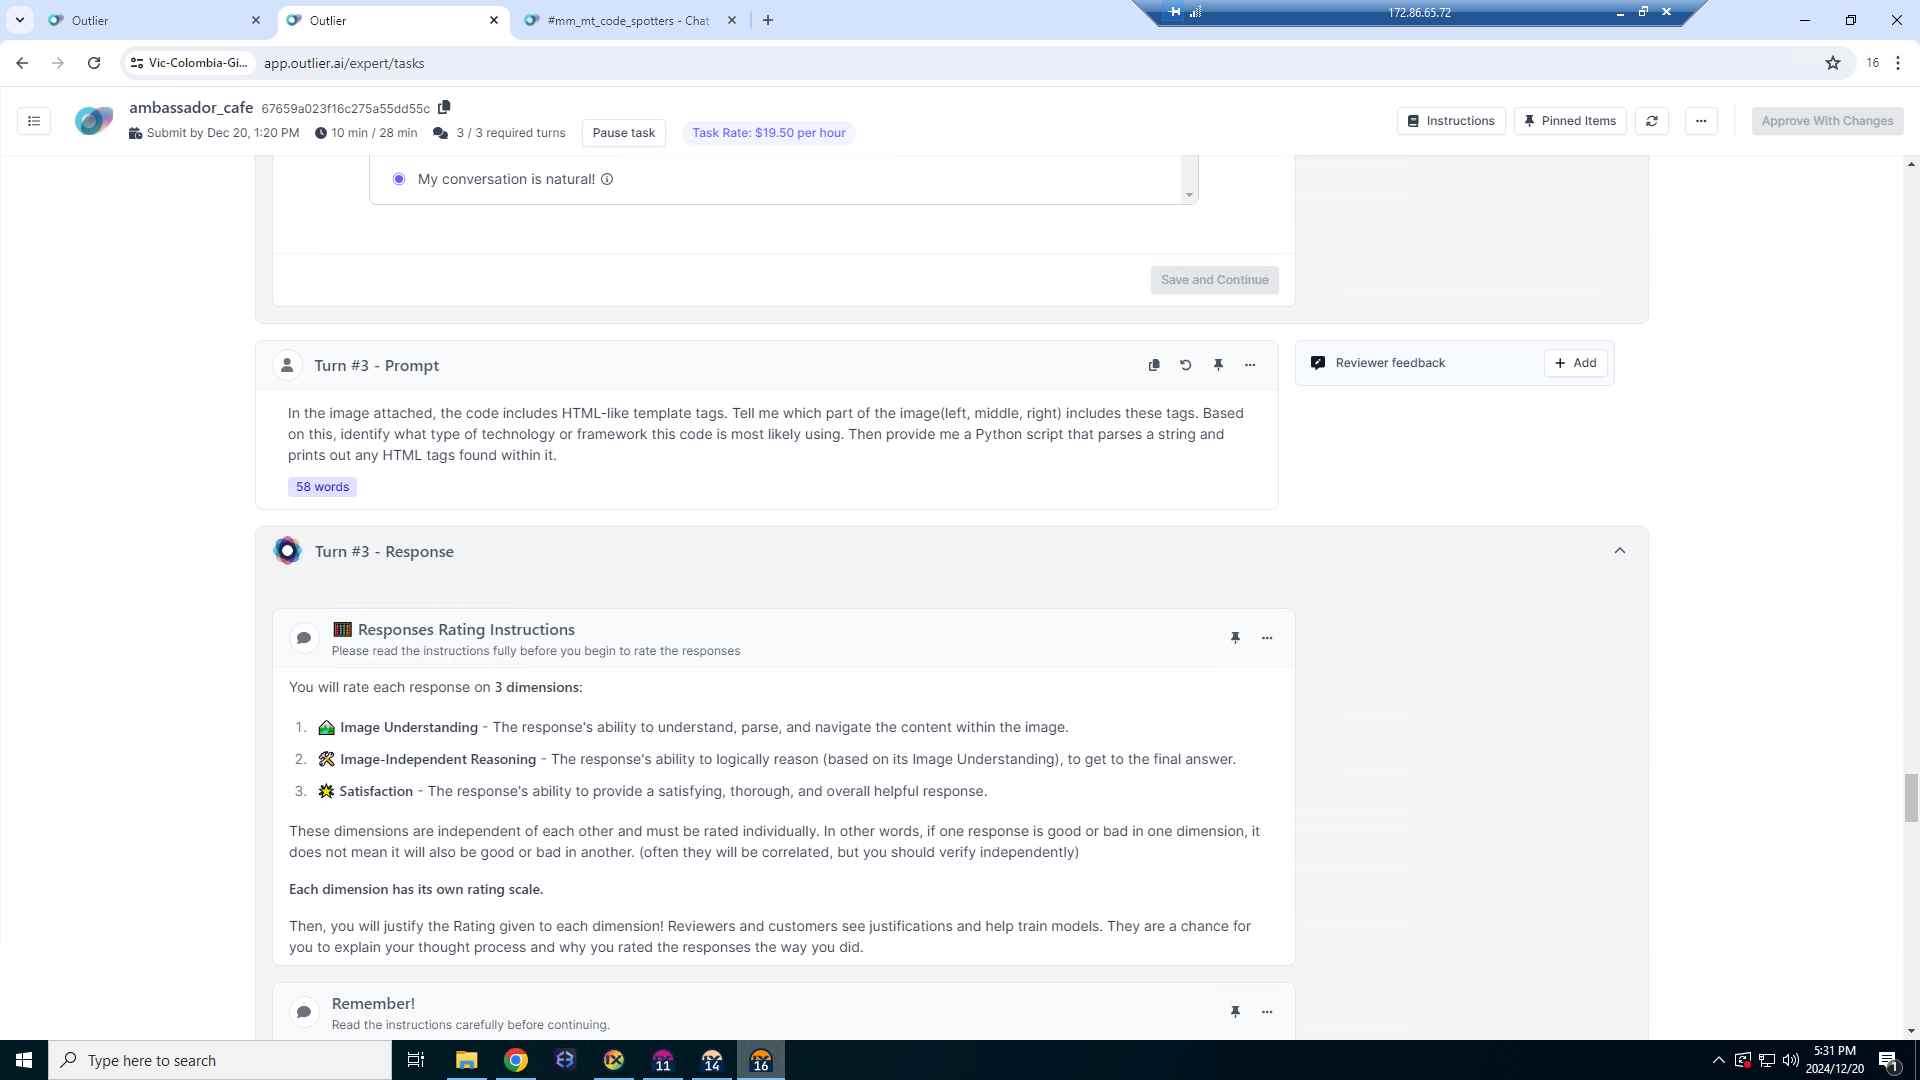 Outlier
Outlier
#mm_mt_code_spotters - Chat
172.86.65.72
Vic-Colombia-Gi...
app.outlier.ai/expert/tasks
16
ambassador_cafe 67659a023f16c275a55dd55c
Submit by Dec 20, 1:20 PM
10 min / 28 min
3 / 3 required turns
Pause task
Task Rate: $19.50 per hour
Instructions
Pinned Items
Approve With Changes
My conversation is natural!
Save and Continue
Turn #3 - Prompt
Reviewer feedback
Add
In the image attached, the code includes HTML-like template tags. Tell me which part of the image(left, middle, right) includes these tags. Based
on this, identify what type of technology or framework this code is most likely using. Then provide me a Python script that parses a string and
prints out any HTML tags found within it.
58 words
Turn #3 - Response
Responses Rating Instructions
Please read the instructions fully before you begin to rate the responses
You will rate each response on 3 dimensions:
1. Image Understanding - The response's ability to understand, parse, and navigate the content within the image.
2. Image-Independent Reasoning - The response's ability to logically reason (based on its Image Understanding), to get to the final answer.
3. Satisfaction - The response's ability to provide a satisfying, thorough, and overall helpful response.
These dimensions are independent of each other and must be rated individually. In other words, if one response is good or bad in one dimension, it
does not mean it will also be good or bad in another. (often they will be correlated, but you should verify independently)
Each dimension has its own rating scale.
Then, you will justify the Rating given to each dimension! Reviewers and customers see justifications and help train models. They are a chance for
you to explain your thought process and why you rated the responses the way you did.
Remember!
Read the instructions carefully before continuing.
Type here to search
11
14
16
5:31 PM
2024/12/20
1